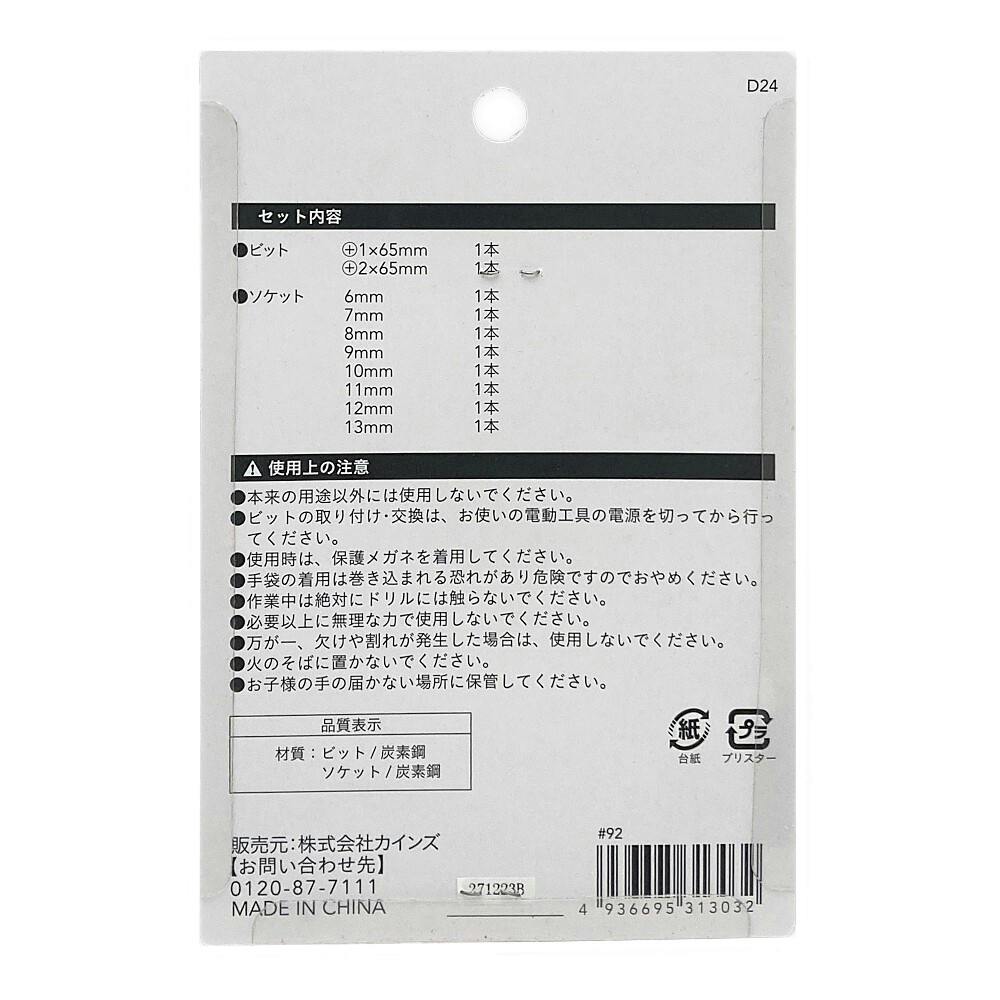 D24
セット内容
●ビット ⊕1×65mm 1本
⊕2×65mm 1本
●ソケット 6mm 1本
7mm 1本
8mm 1本
9mm 1本
10mm 1本
11mm 1本
12mm 1本
13mm 1本
使用上の注意
●本来の用途以外には使用しないでください。
●ビットの取り付け・交換は、お使いの電動工具の電源を切ってから行っ
てください。
●使用時は、保護メガネを着用してください。
●手袋の着用は巻き込まれる恐れがあり危険ですのでおやめください。
●作業中は絶対にドリルには触らないでください。
●必要以上に無理な力で使用しないでください。
●万が一、欠けや割れが発生した場合は、使用しないでください。
●火のそばに置かないでください。
●お子様の手の届かない場所に保管してください。
品質表示
材質：ビット/炭素鋼
ソケット/炭素鋼
紙 プラ
台紙 ブリスター
販売元：株式会社カインズ
【お問い合わせ先】
0120-87-7111
MADE IN CHINA
271223B
#92
4 936695 313032